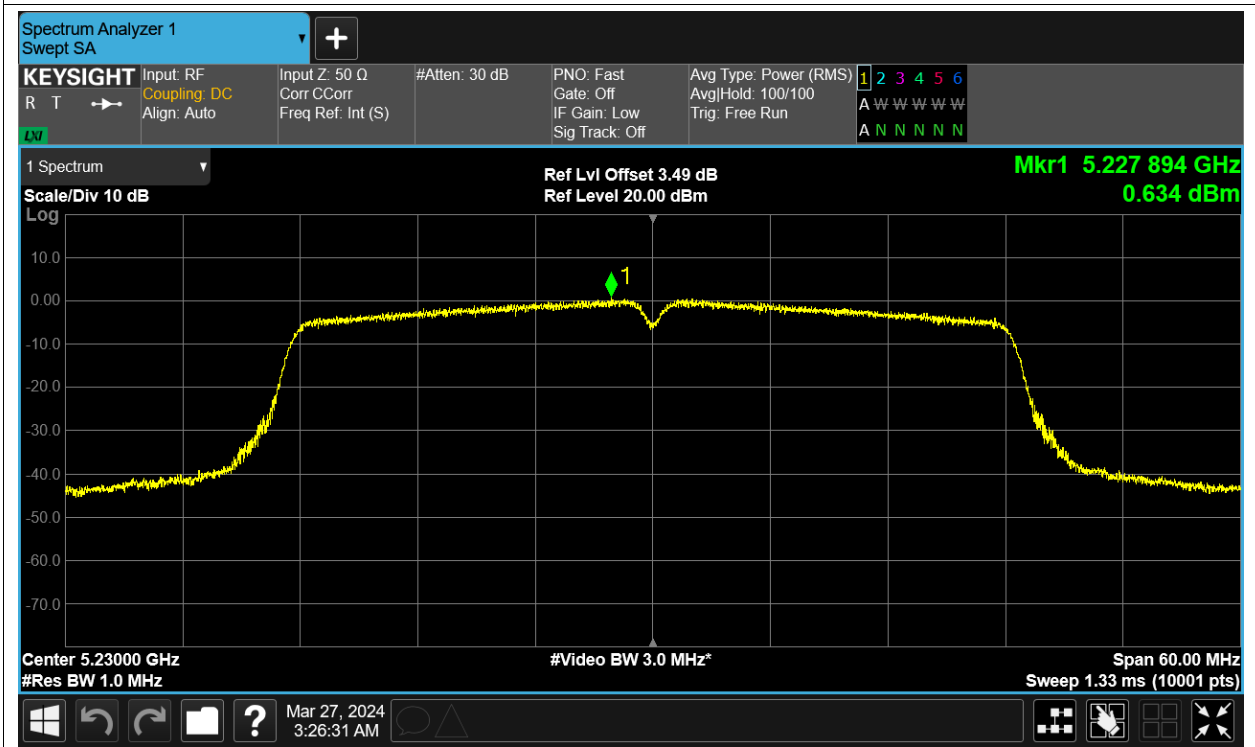 Spectrum Analyzer 1
Swept SA
KEYSIGHT
R T
LXI
Input: RF
Coupling: DC
Align: Auto
Input Z: 50 Ω
Corr CCorr
Freq Ref: Int (S)
#Atten: 30 dB
PNO: Fast
Gate: Off
IF Gain: Low
Sig Track: Off
Avg Type: Power (RMS)
Avg|Hold: 100/100
Trig: Free Run
1 2 3 4 5 6
A W W W W W
A N N N N N
1 Spectrum
Scale/Div 10 dB
Log
Ref Lvl Offset 3.49 dB
Ref Level 20.00 dBm
Mkr1 5.227 894 GHz
0.634 dBm
1
10.0
0.00
-10.0
-20.0
-30.0
-40.0
-50.0
-60.0
-70.0
Center 5.23000 GHz
#Res BW 1.0 MHz
#Video BW 3.0 MHz*
Span 60.00 MHz
Sweep 1.33 ms (10001 pts)
?
Mar 27, 2024
3:26:31 AM